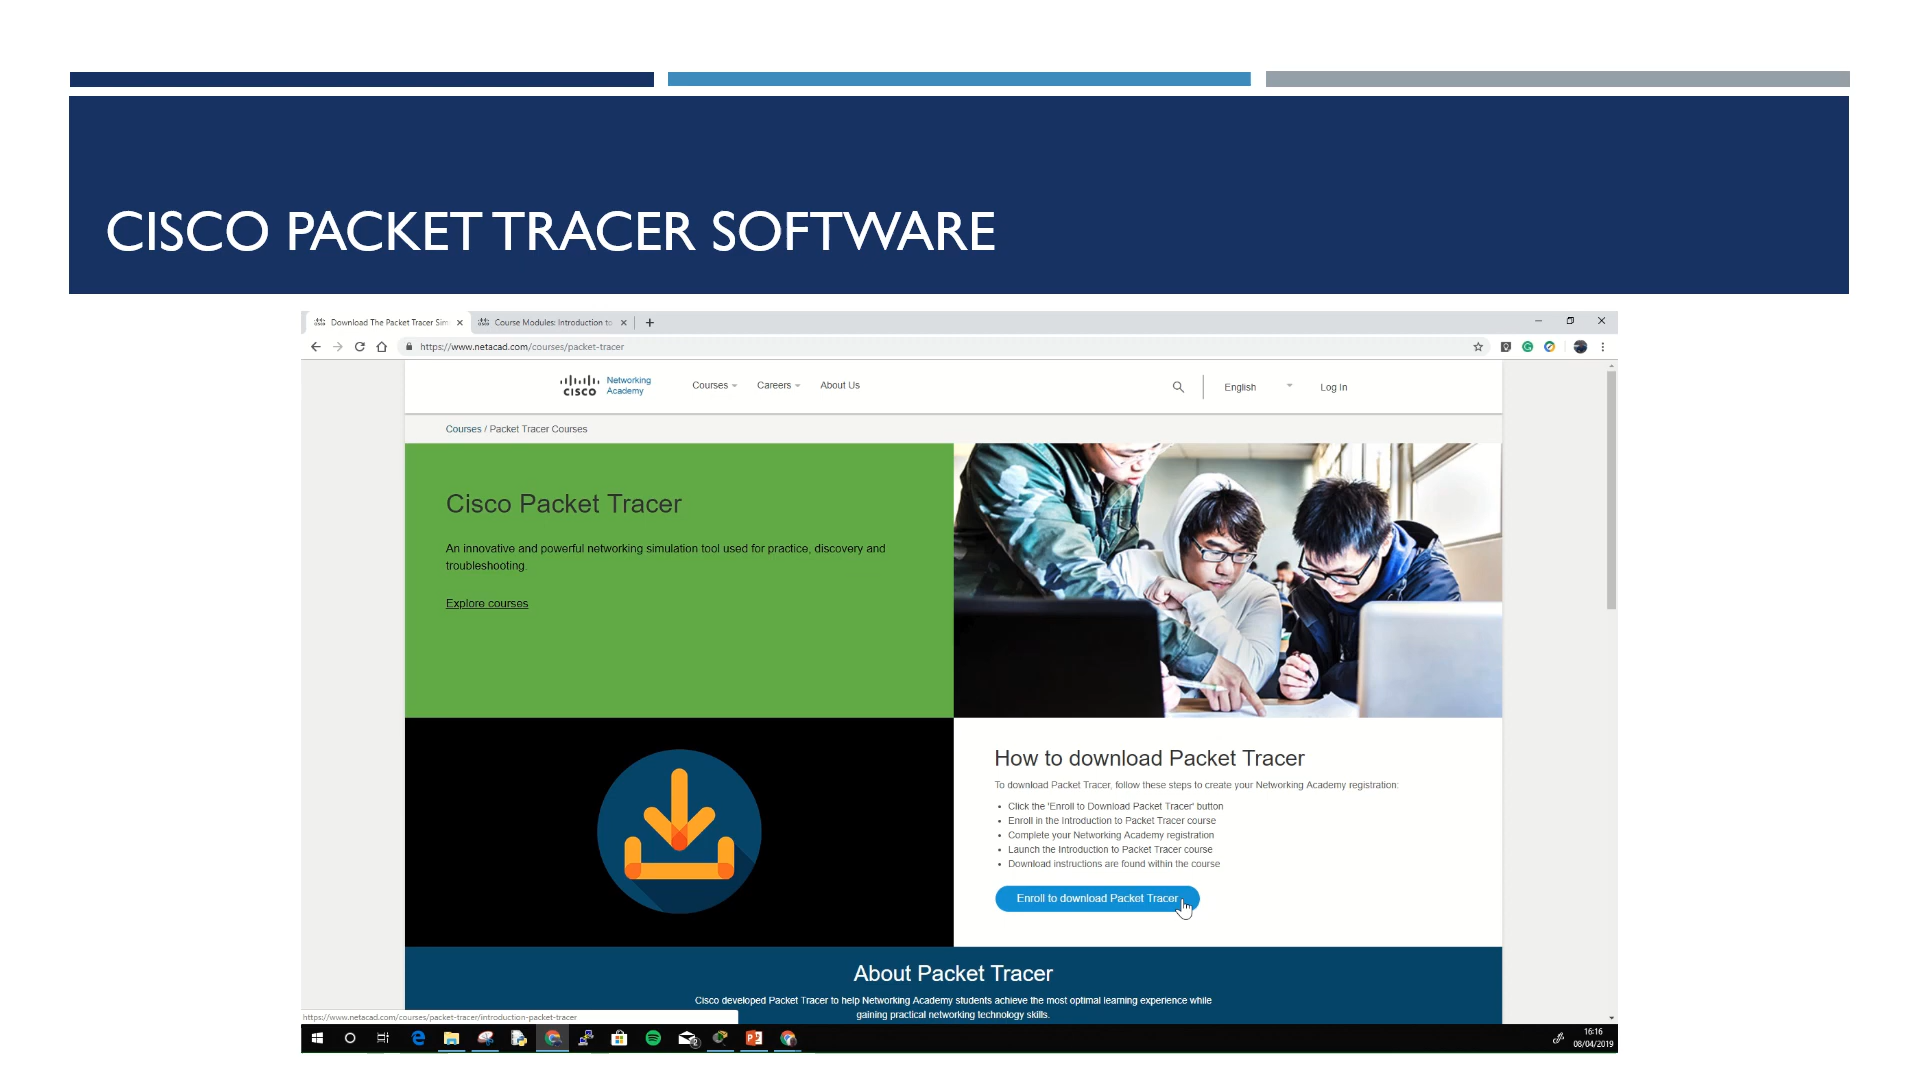 CISCO PACKET TRACER SOFTWARE
Download The Packet Tracer Sim
Course Modules: Introduction to
https://www.netacad.com/courses/packet-tracer
CISCO
Networking
Academy
Courses
Careers
About Us
English
Log In
Courses / Packet Tracer Courses
Cisco Packet Tracer
An innovative and powerful networking simulation tool used for practice, discovery and
troubleshooting.
Explore courses
How to download Packet Tracer
To download Packet Tracer, follow these steps to create your Networking Academy registration:
• Click the 'Enroll to Download Packet Tracer' button
• Enroll in the Introduction to Packet Tracer course
• Complete your Networking Academy registration
• Launch the Introduction to Packet Tracer course
• Download instructions are found within the course
Enroll to download Packet Tracer
About Packet Tracer
Cisco developed Packet Tracer to help Networking Academy students achieve the most optimal learning experience while
gaining practical networking technology skills.
https://www.netacad.com/courses/packet-tracer/introduction-packet-tracer
16:16
08/04/2019